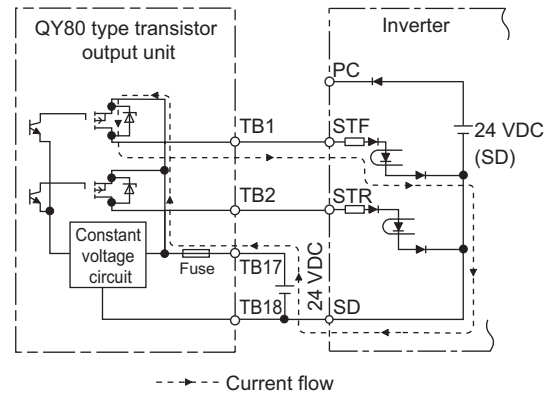 QY80 type transistor
output unit
Inverter
PC
TB1
STF
24 VDC
(SD)
TB2
STR
Constant
voltage
circuit
Fuse
TB17
24 VDC
TB18
SD
Current flow